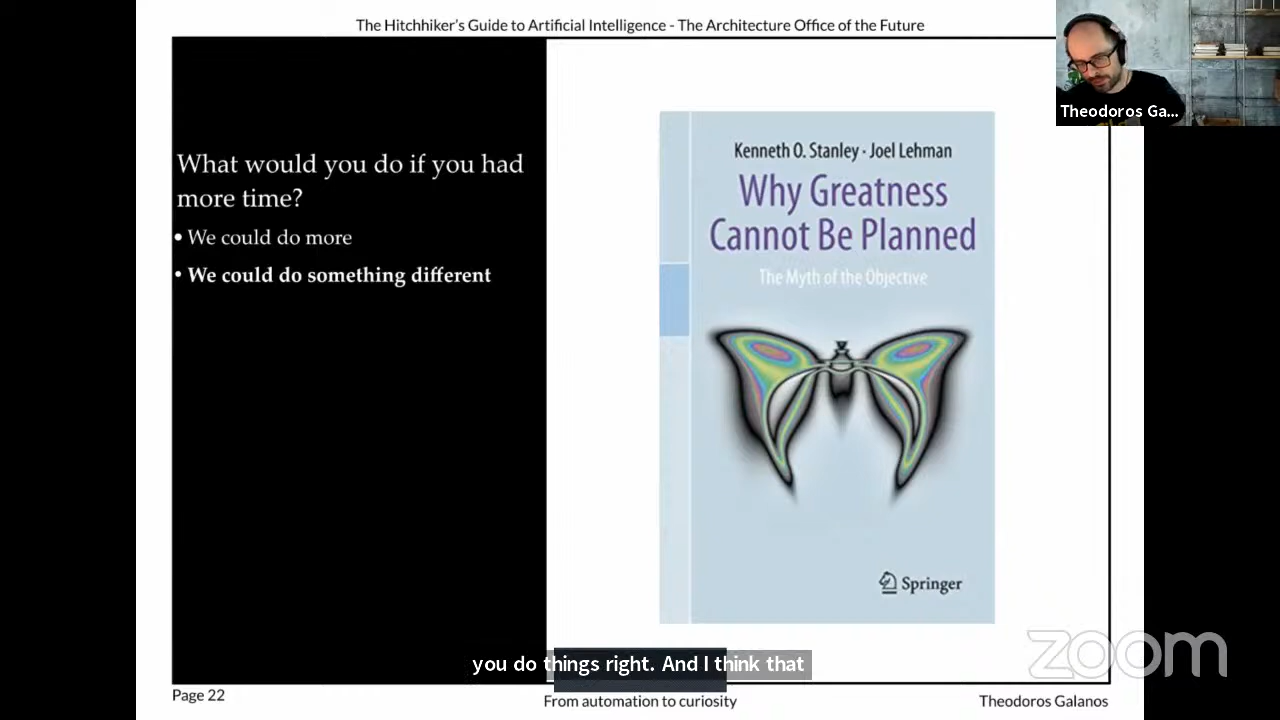 The Hitchhiker's Guide to Artificial Intelligence - The Architecture Office of the Future
Theodoros Ga...
What would you do if you had
more time?
• We could do more
• We could do something different
Kenneth O. Stanley · Joel Lehman
Why Greatness
Cannot Be Planned
The Myth of the Objective
Springer
you do things right. And I think that
zoom
Page 22
From automation to curiosity
Theodoros Galanos